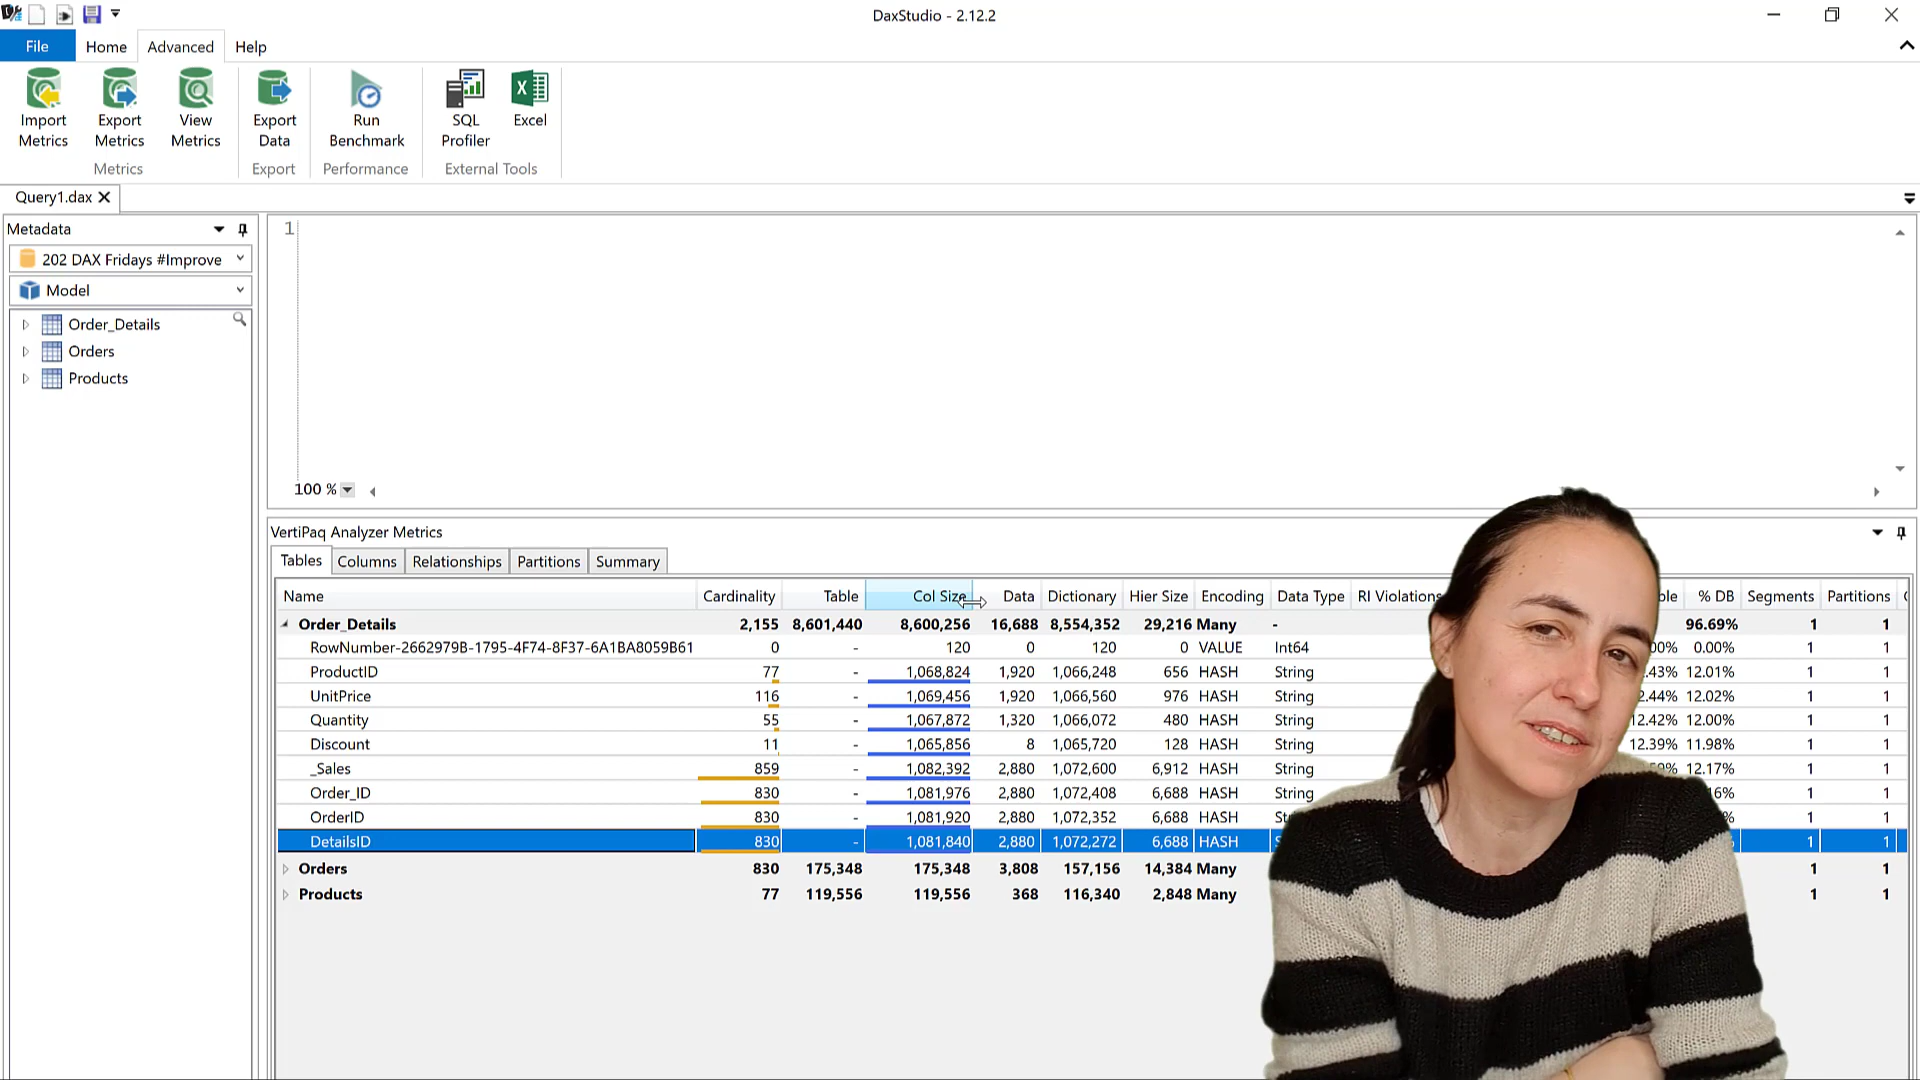 DaxStudio - 2.12.2
File Home Advanced Help
Import Metrics
Export Metrics
View Metrics
Export Data
Run Benchmark
SQL Profiler
Excel
Metrics Export Performance External Tools
Query1.dax
Metadata
202 DAX Fridays #Improve
Model
Order_Details
Orders
Products
1
100 %
VertiPaq Analyzer Metrics
Tables Columns Relationships Partitions Summary
Name Cardinality Table Col Size Data Dictionary Hier Size Encoding Data Type RI Violations % DB Segments Partitions
Order_Details 2,155 8,601,440 8,600,256 16,688 8,554,352 29,216 Many - 96.69% 1 1
RowNumber-2662979B-1795-4F74-8F37-6A1BA8059B61 0 - 120 0 120 0 VALUE Int64 0.00% 1 1
ProductID 77 - 1,068,824 1,920 1,066,248 656 HASH String 12.01% 1 1
UnitPrice 116 - 1,069,456 1,920 1,066,560 976 HASH String 12.02% 1 1
Quantity 55 - 1,067,872 1,320 1,066,072 480 HASH String 12.42% 12.00% 1 1
Discount 11 - 1,065,856 8 1,065,720 128 HASH String 12.39% 11.98% 1 1
_Sales 859 - 1,082,392 2,880 1,072,600 6,912 HASH String 12.17% 1 1
Order_ID 830 - 1,081,976 2,880 1,072,408 6,688 HASH String 1 1
OrderID 830 - 1,081,920 2,880 1,072,352 6,688 HASH 1 1
DetailsID 830 - 1,081,840 2,880 1,072,272 6,688 HASH 1 1
Orders 830 175,348 175,348 3,808 157,156 14,384 Many 1 1
Products 77 119,556 119,556 368 116,340 2,848 Many 1 1